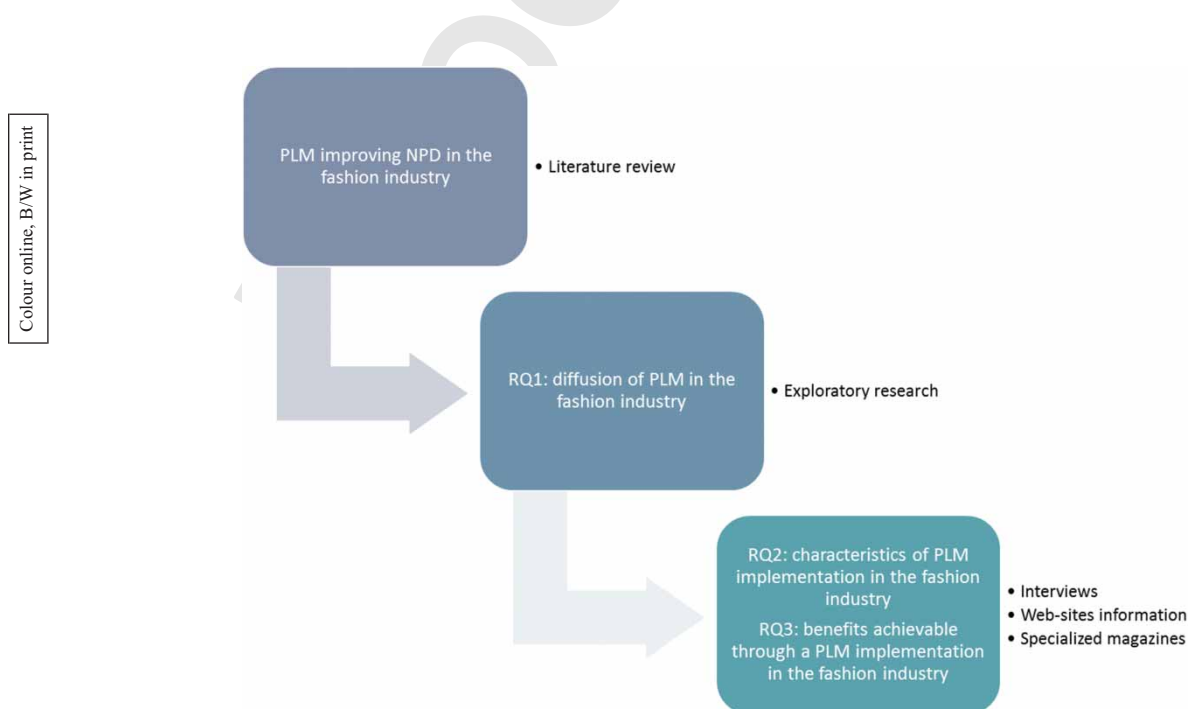 Colour online, B/W in print
PLM improving NPD in the
fashion industry
• Literature review
RQ1: diffusion of PLM in the
fashion industry
• Exploratory research
RQ2: characteristics of PLM
implementation in the fashion
industry
RQ3: benefits achievable
through a PLM implementation
in the fashion industry
• Interviews
• Web-sites information
• Specialized magazines